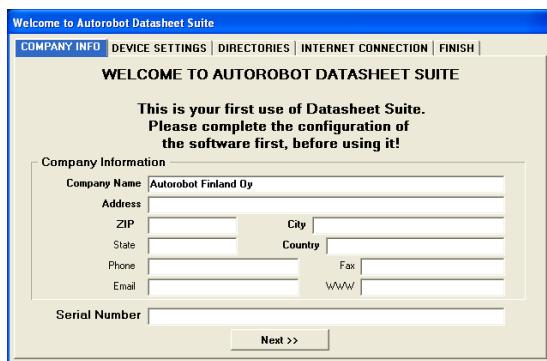 Welcome to Autorobot Datasheet Suite
COMPANY INFO DEVICE SETTINGS DIRECTORIES INTERNET CONNECTION FINISH
WELCOME TO AUTOROBOT DATASHEET SUITE
This is your first use of Datasheet Suite.
Please complete the configuration of
the software first, before using it!
Company Information
Company Name Autorobot Finland Oy
Address
ZIP City
State Country
Phone Fax
Email WWW
Serial Number
Next >>